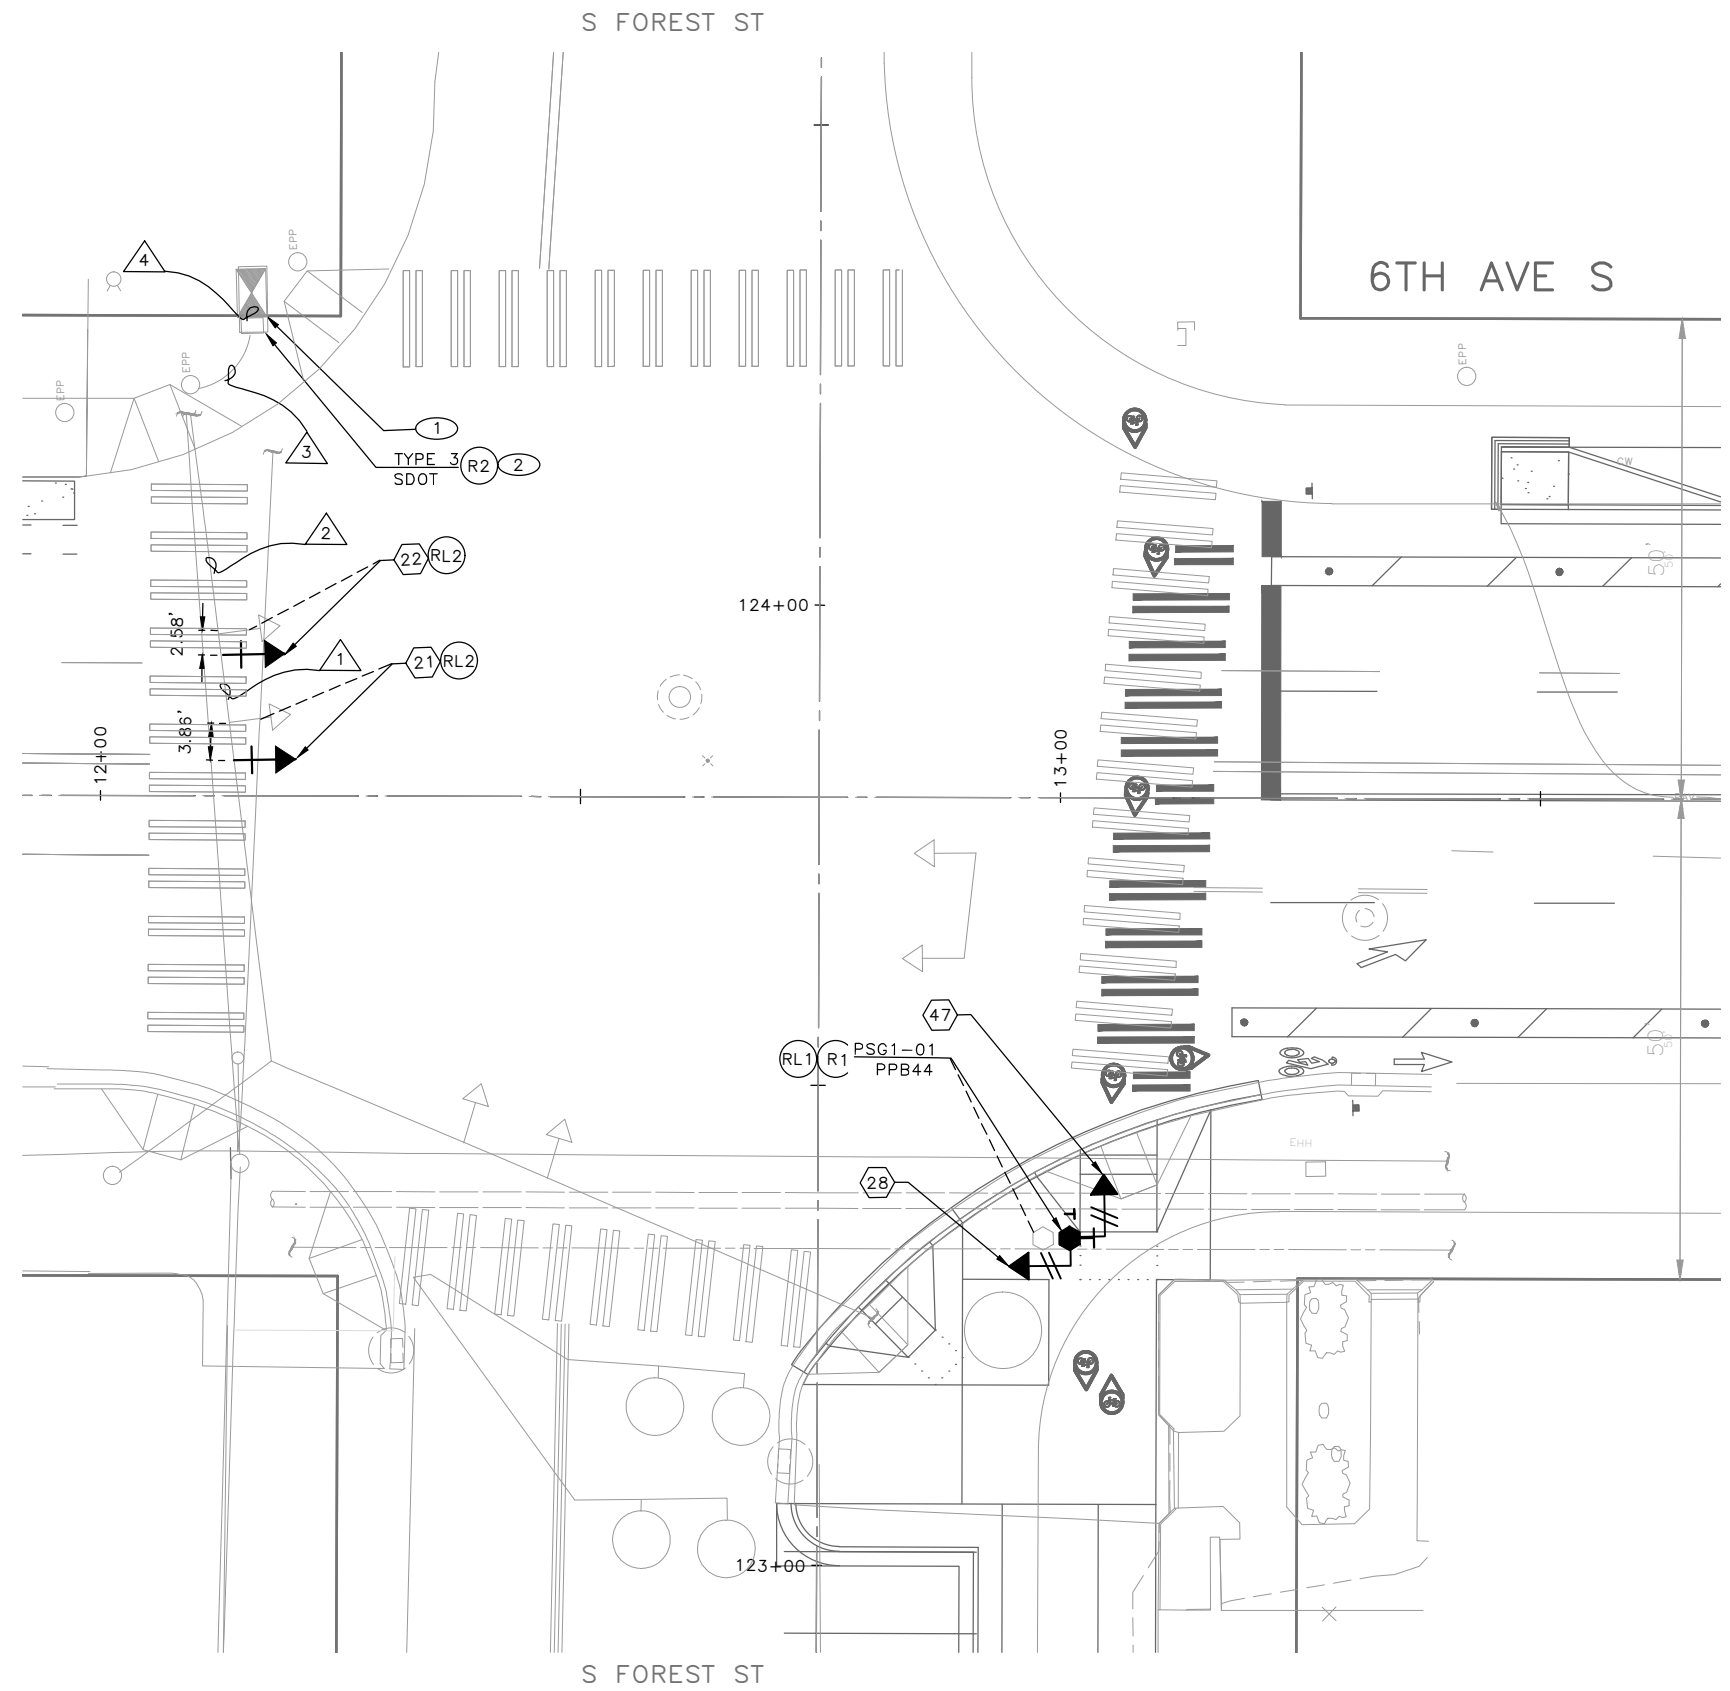 S FOREST ST
EPP
4
6TH AVE S
EPP
EPP
EPP
1
3
TYPE 3
SDOT
R2
2
CW
2
22
RL2
50'
50'
124+00
2.58'
1
21
RL2
3.86'
12+00
13+00
47
RL1
R1
PSG1-01
PPB44
50'
50'
EHH
28
123+00
S FOREST ST